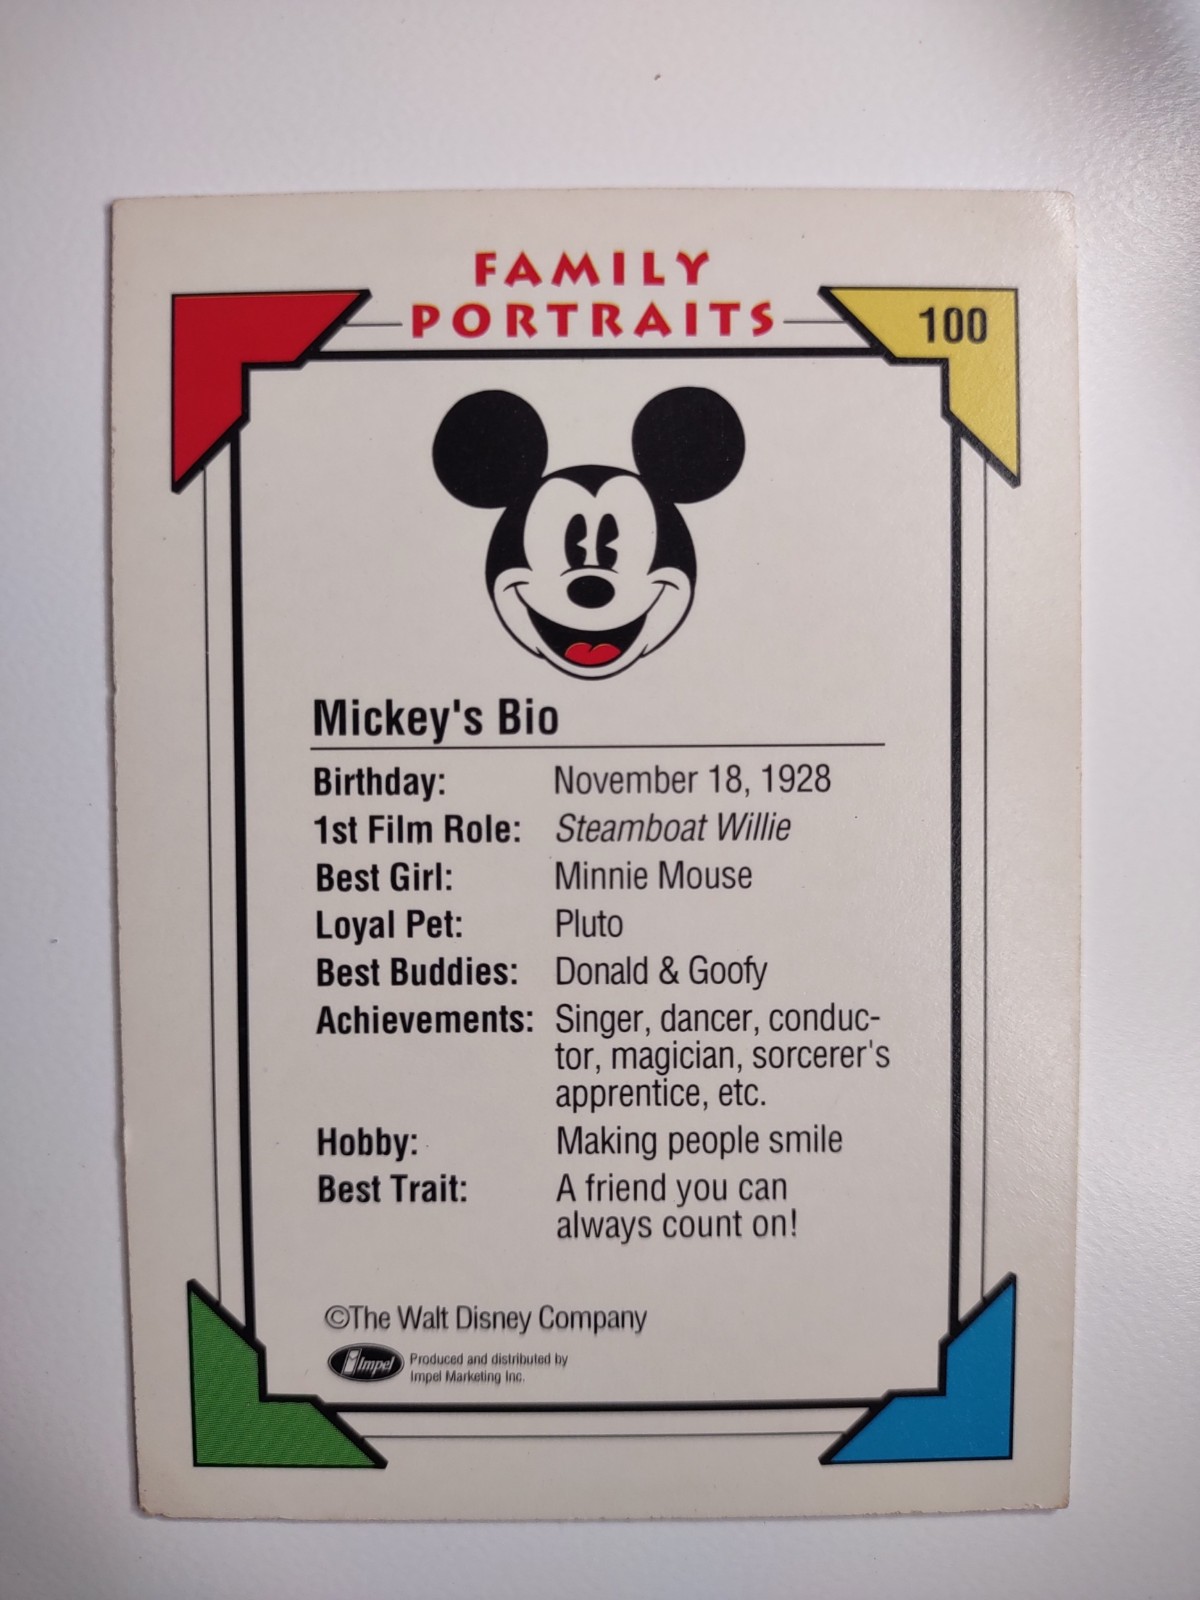 FAMILY
PORTRAITS
100
Mickey's Bio
Birthday: November 18, 1928
1st Film Role: Steamboat Willie
Best Girl: Minnie Mouse
Loyal Pet: Pluto
Best Buddies: Donald & Goofy
Achievements: Singer, dancer, conduc-
tor, magician, sorcerer's
apprentice, etc.
Hobby: Making people smile
Best Trait: A friend you can
always count on!
©The Walt Disney Company
Impel
Produced and distributed by
Impel Marketing Inc.